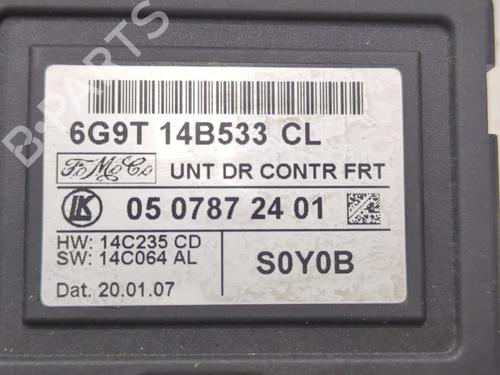 B-PARTS
6G9T 14B533 CL
FoMoCo UNT DR CONTR FRT
LK 05 0787 24 01
HW: 14C235 CD
SW: 14C064 AL
S0Y0B
Dat. 20.01.07